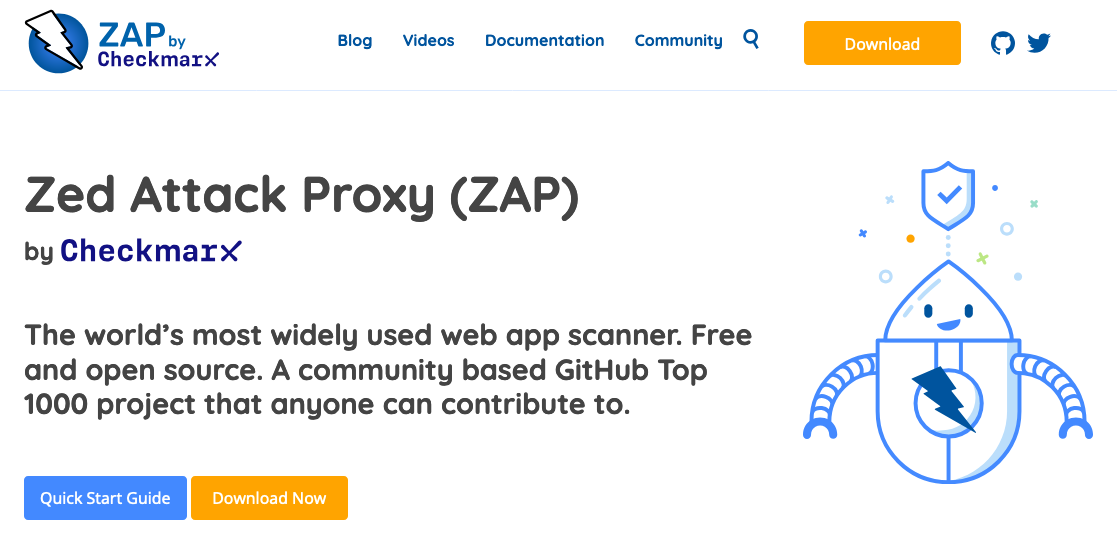 ZAP by
Checkmarx
Blog
Videos
Documentation
Community
Download
Zed Attack Proxy (ZAP)
by Checkmarx
The world’s most widely used web app scanner. Free
and open source. A community based GitHub Top
1000 project that anyone can contribute to.
Quick Start Guide
Download Now